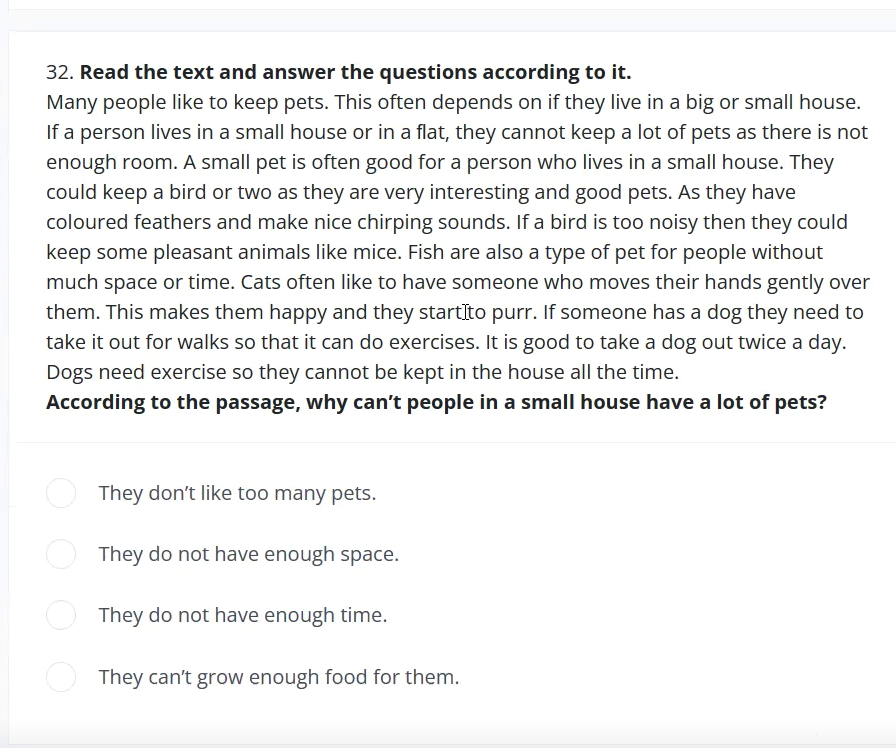 32. Read the text and answer the questions according to it.
Many people like to keep pets. This often depends on if they live in a big or small house.
If a person lives in a small house or in a flat, they cannot keep a lot of pets as there is not
enough room. A small pet is often good for a person who lives in a small house. They
could keep a bird or two as they are very interesting and good pets. As they have
coloured feathers and make nice chirping sounds. If a bird is too noisy then they could
keep some pleasant animals like mice. Fish are also a type of pet for people without
much space or time. Cats often like to have someone who moves their hands gently over
them. This makes them happy and they start to purr. If someone has a dog they need to
take it out for walks so that it can do exercises. It is good to take a dog out twice a day.
Dogs need exercise so they cannot be kept in the house all the time.
According to the passage, why can’t people in a small house have a lot of pets?
They don’t like too many pets.
They do not have enough space.
They do not have enough time.
They can’t grow enough food for them.